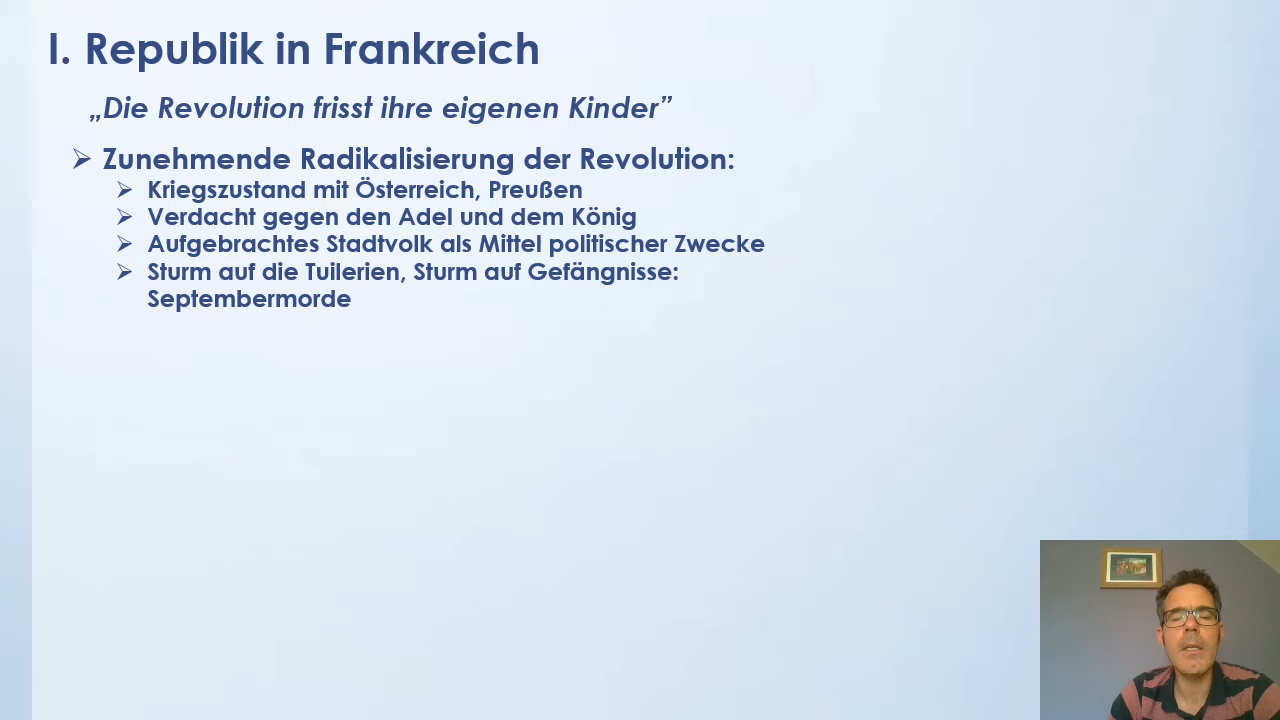 I. Republik in Frankreich
„Die Revolution frisst ihre eigenen Kinder”
➢ Zunehmende Radikalisierung der Revolution:
➢ Kriegszustand mit Österreich, Preußen
➢ Verdacht gegen den Adel und dem König
➢ Aufgebrachtes Stadtvolk als Mittel politischer Zwecke
➢ Sturm auf die Tuilerien, Sturm auf Gefängnisse:
Septembermorde